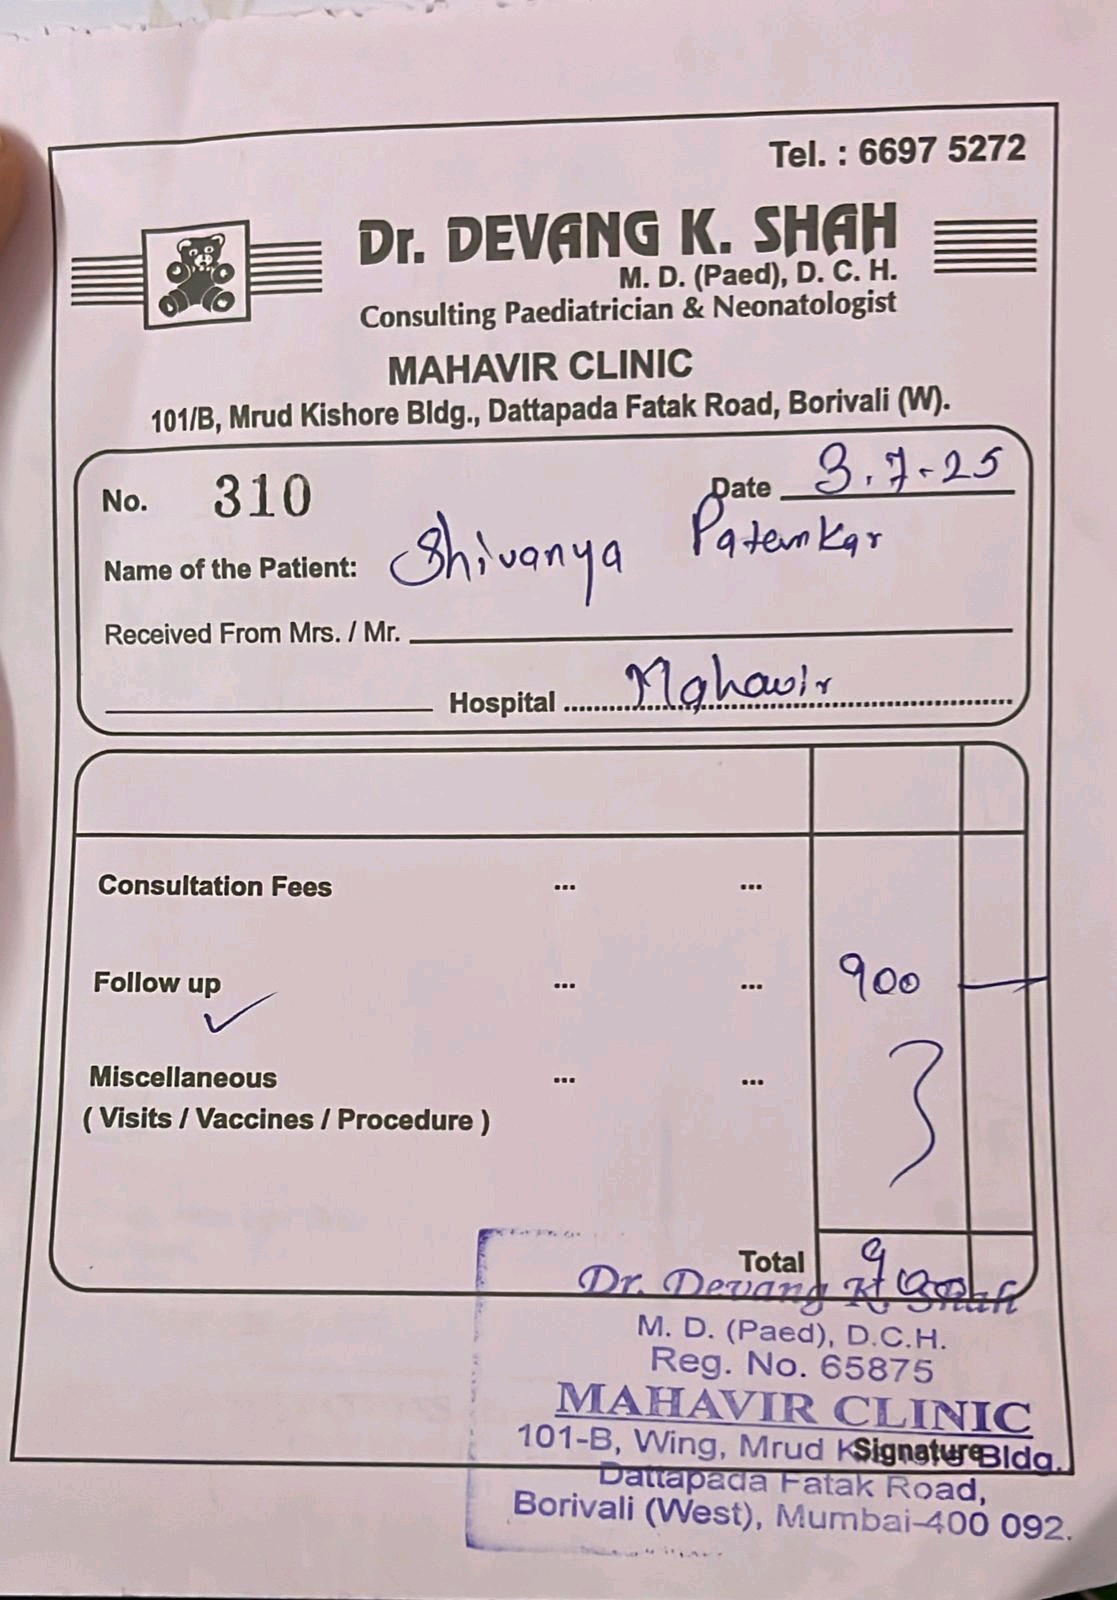 Tel. : 6697 5272
Dr. DEVANG K. SHAH
M. D. (Paed), D. C. H.
Consulting Paediatrician & Neonatologist
MAHAVIR CLINIC
101/B, Mrud Kishore Bldg., Dattapada Fatak Road, Borivali (W).
No. 310 Date 3.7-25
Name of the Patient: Shivanya Patemkar
Received From Mrs. / Mr.
Hospital Mahavir
Consultation Fees ... ...
Follow up ... ... 900
Miscellaneous ... ...
( Visits / Vaccines / Procedure )
Total 900
Dr. Devang K. Shah
M. D. (Paed), D.C.H.
Reg. No. 65875
MAHAVIR CLINIC
101-B, Wing, Mrud Bldg.
Signature
Dattapada Fatak Road,
Borivali (West), Mumbai-400 092.